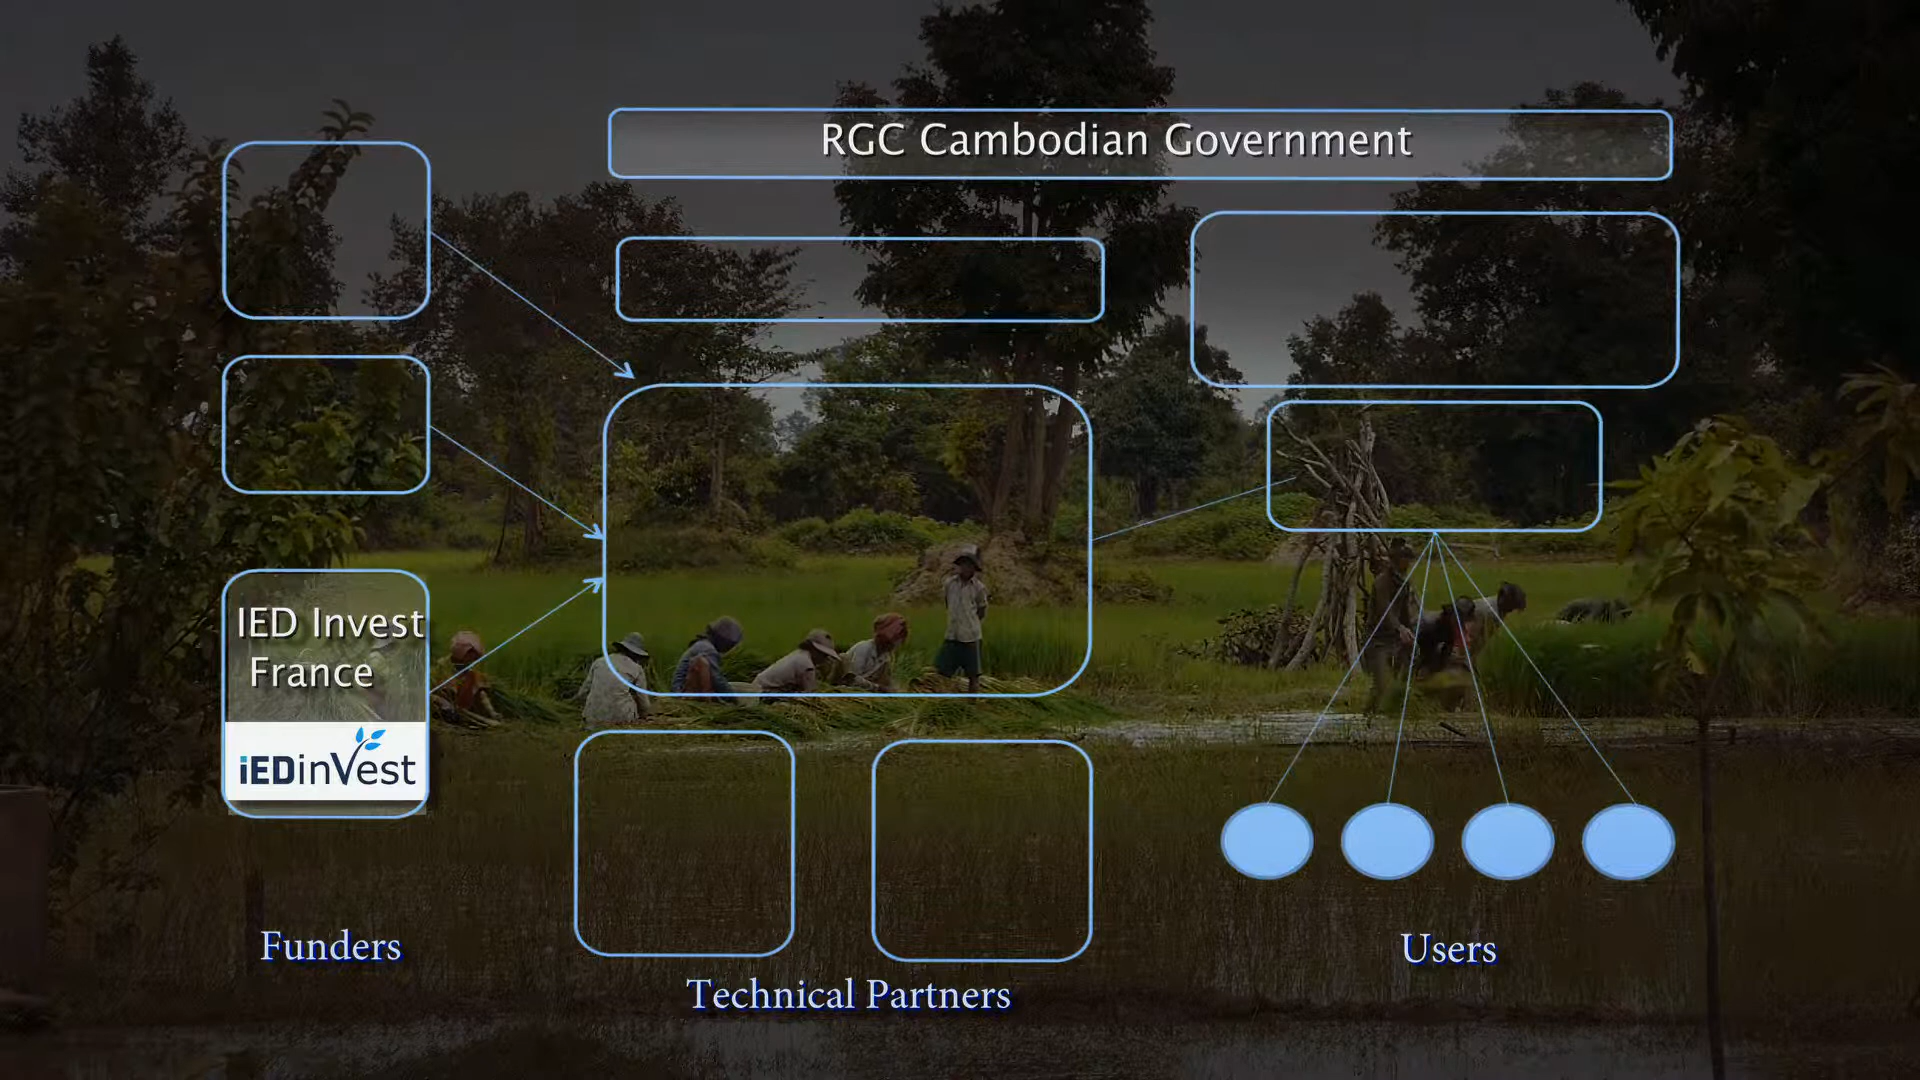 RGC Cambodian Government
IED Invest
France
iEDinVest
Funders
Technical Partners
Users